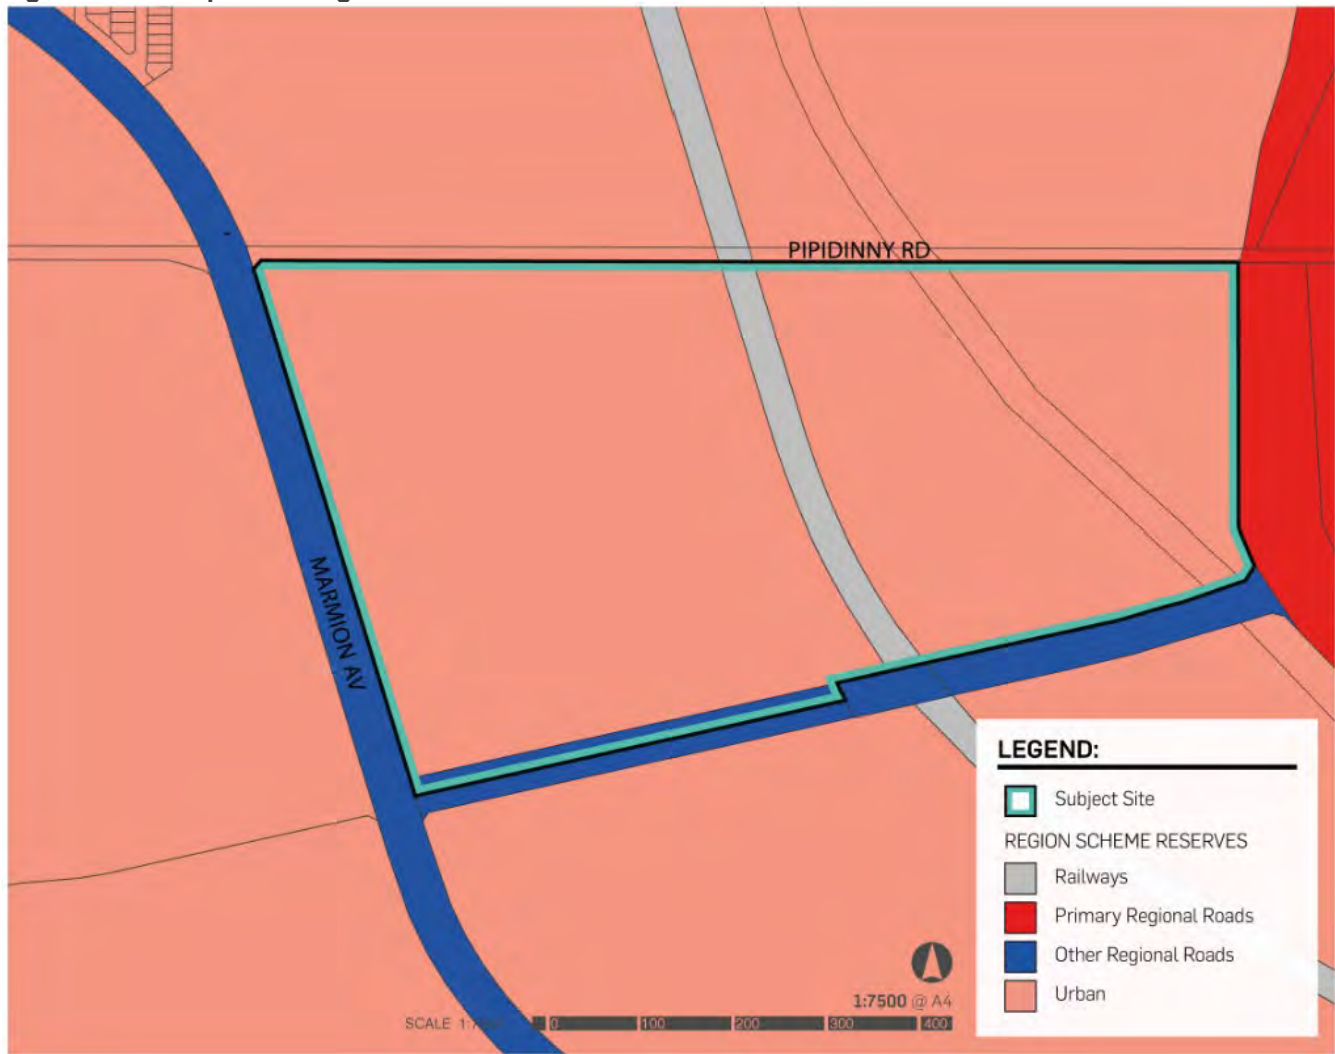 PIPIDINNY RD
MARMION AV
LEGEND:
Subject Site
REGION SCHEME RESERVES
Railways
Primary Regional Roads
Other Regional Roads
Urban
1:7500 @ A4
SCALE
0 100 200 300 400